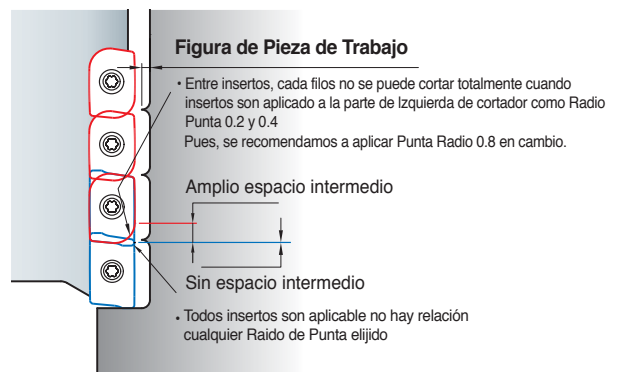 Figura de Pieza de Trabajo
• Entre insertos, cada filos no se puede cortar totalmente cuando
insertos son aplicado a la parte de Izquierda de cortador como Radio
Punta 0.2 y 0.4
Pues, se recomendamos a aplicar Punta Radio 0.8 en cambio.
Amplio espacio intermedio
Sin espacio intermedio
• Todos insertos son aplicable no hay relación
cualquier Raido de Punta elijido